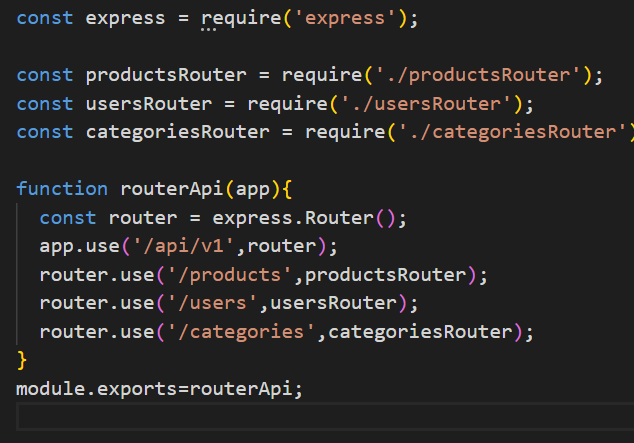 const express = require('express');
const productsRouter = require('./productsRouter');
const usersRouter = require('./usersRouter');
const categoriesRouter = require('./categoriesRouter')
function routerApi(app){
const router = express.Router();
app.use('/api/v1',router);
router.use('/products',productsRouter);
router.use('/users',usersRouter);
router.use('/categories',categoriesRouter);
}
module.exports=routerApi;